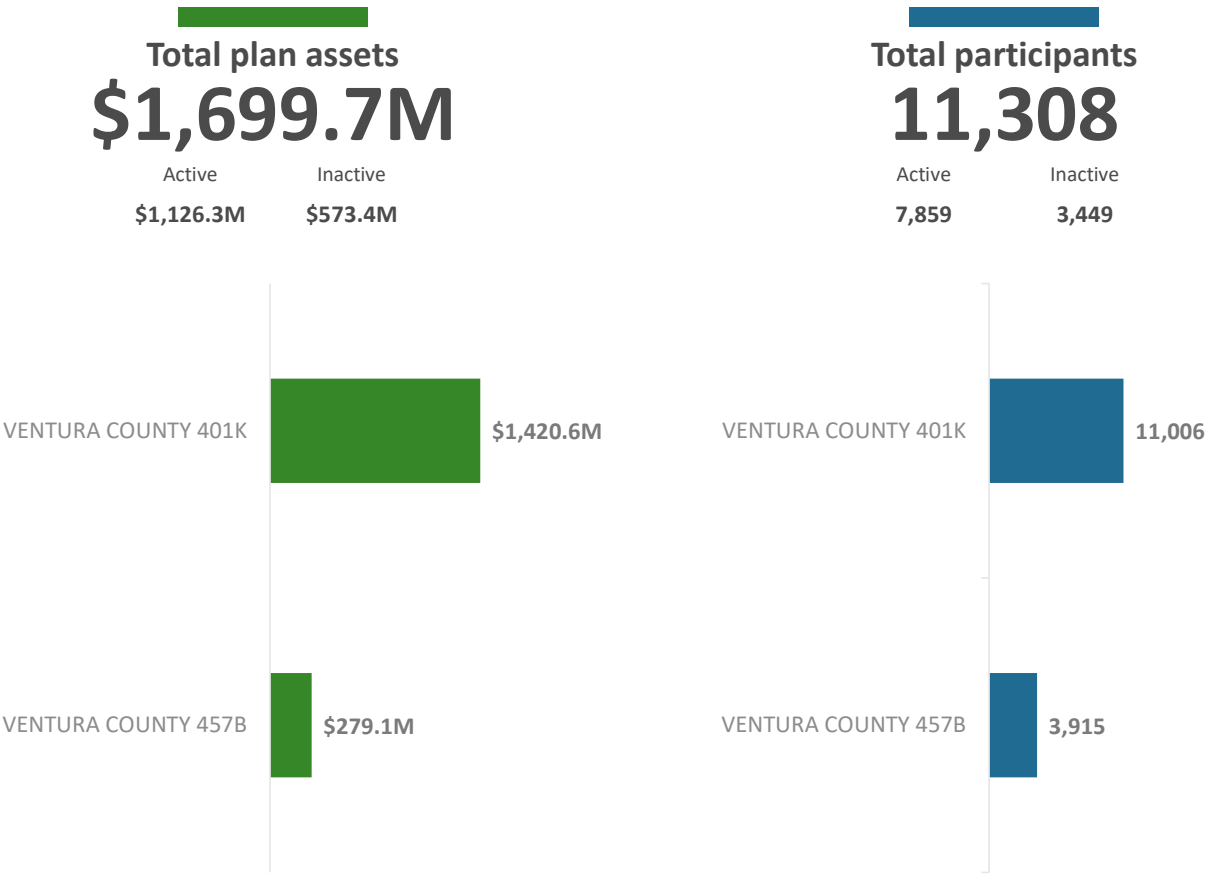 Total plan assets
$1,699.7M
Active Inactive
$1,126.3M $573.4M
Total participants
11,308
Active Inactive
7,859 3,449
VENTURA COUNTY 401K $1,420.6M
VENTURA COUNTY 457B $279.1M
VENTURA COUNTY 401K 11,006
VENTURA COUNTY 457B 3,915